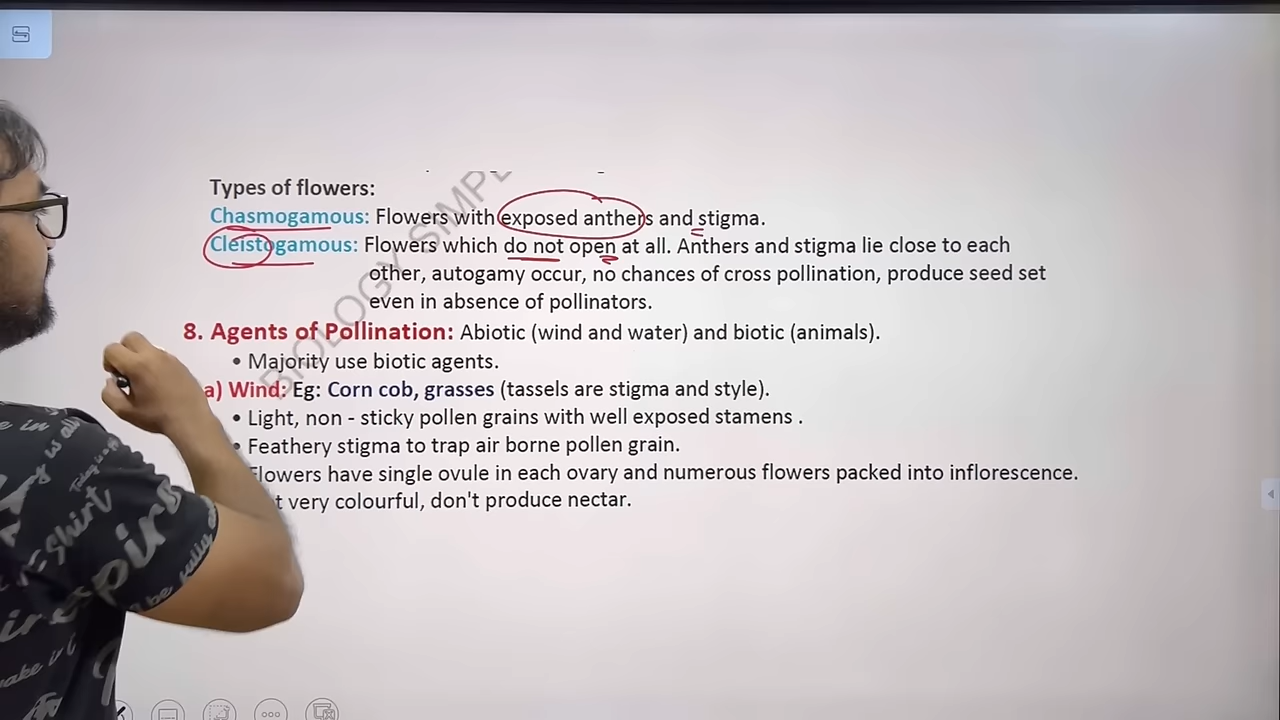 Types of flowers:
Chasmogamous: Flowers with exposed anthers and stigma.
Cleistogamous: Flowers which do not open at all. Anthers and stigma lie close to each
other, autogamy occur, no chances of cross pollination, produce seed set
even in absence of pollinators.
8. Agents of Pollination: Abiotic (wind and water) and biotic (animals).
• Majority use biotic agents.
a) Wind: Eg: Corn cob, grasses (tassels are stigma and style).
• Light, non - sticky pollen grains with well exposed stamens .
• Feathery stigma to trap air borne pollen grain.
Flowers have single ovule in each ovary and numerous flowers packed into inflorescence.
very colourful, don't produce nectar.
BIOLOGY SIMPL